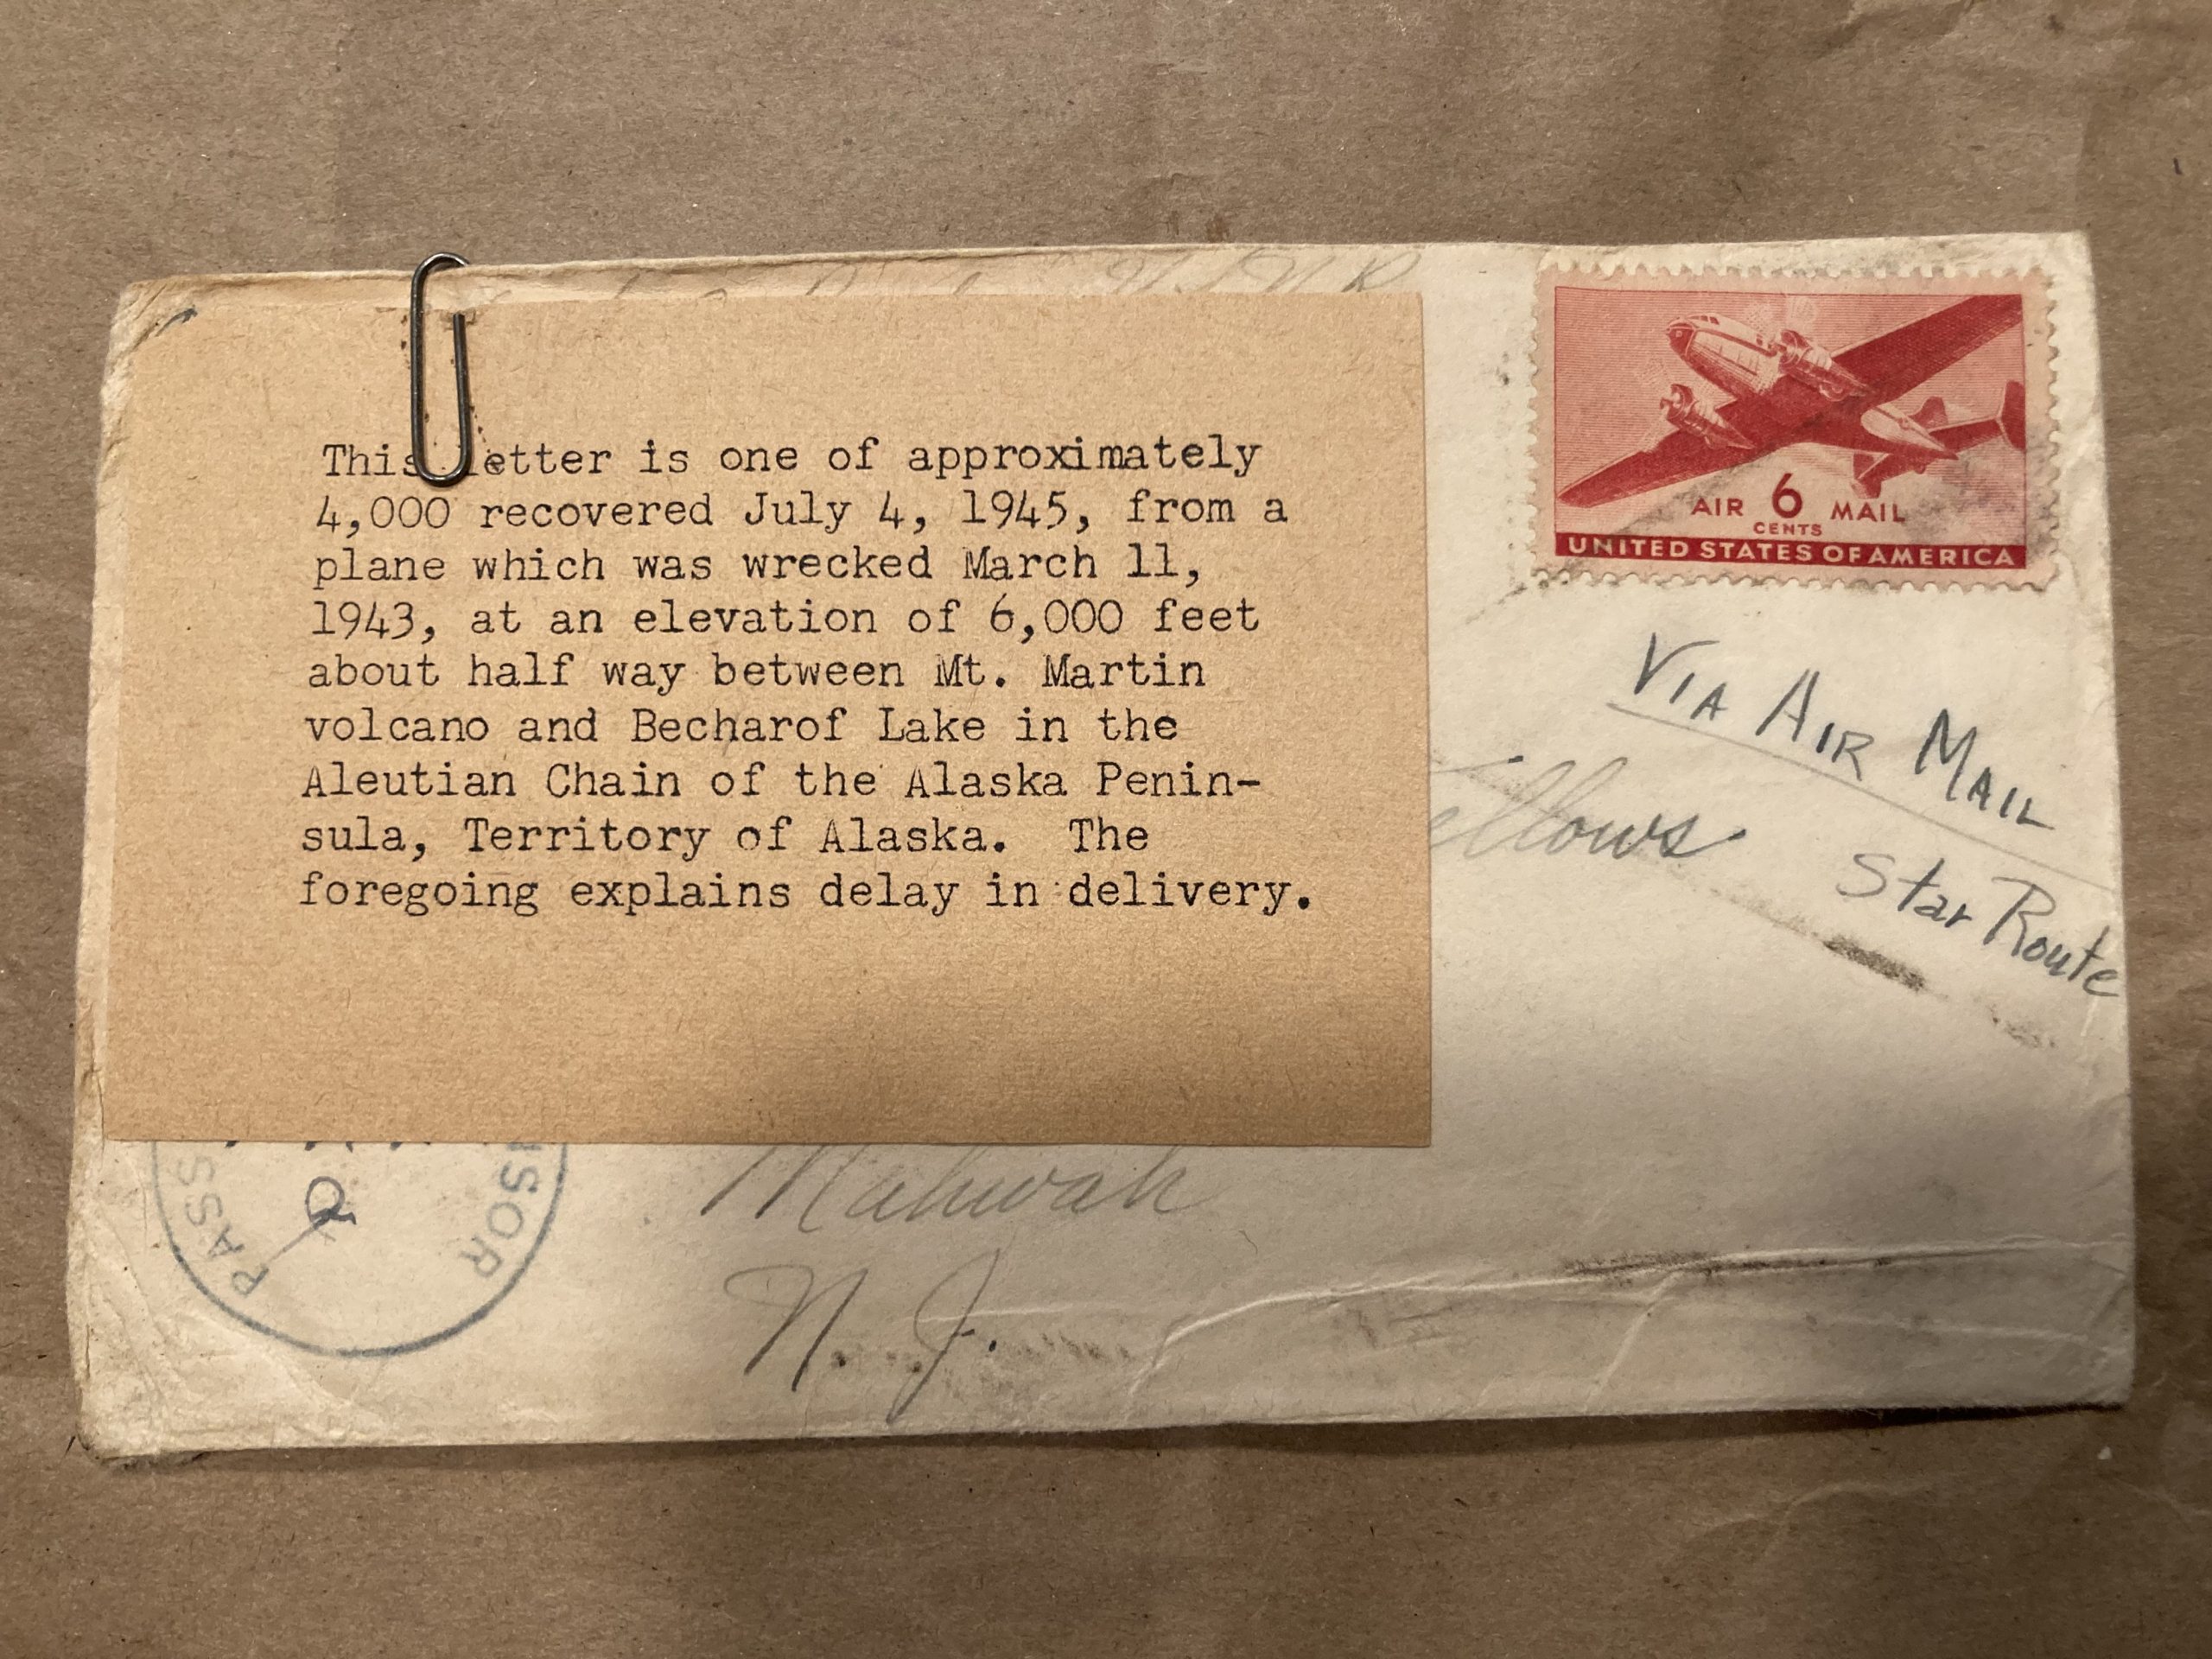 This letter is one of approximately
4,000 recovered July 4, 1945, from a
plane which was wrecked March 11,
1943, at an elevation of 6,000 feet
about half way between Mt. Martin
volcano and Becharof Lake in the
Aleutian Chain of the Alaska Penin-
sula, Territory of Alaska.  The
foregoing explains delay in delivery.
AIR 6 MAIL
CENTS
UNITED STATES OF AMERICA
VIA AIR MAIL
ellows
Star Route
Mahwah
N. J.
PASS
ISOR